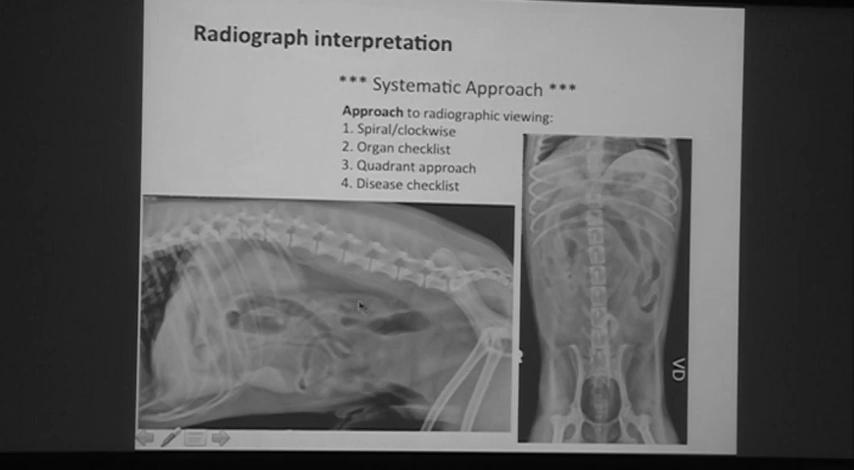 Radiograph interpretation
*** Systematic Approach ***
Approach to radiographic viewing:
1. Spiral/clockwise
2. Organ checklist
3. Quadrant approach
4. Disease checklist
VD